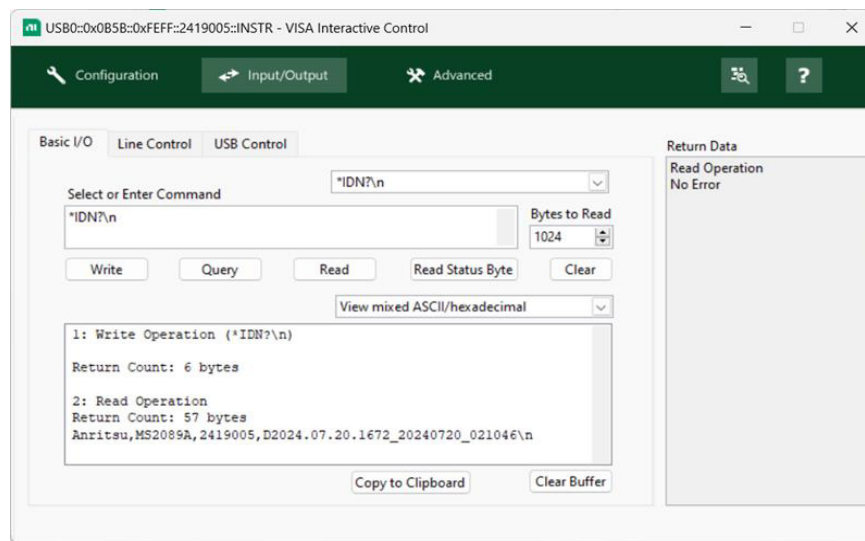 USB0::0x0B5B::0xFEFF::2419005::INSTR - VISA Interactive Control
Configuration
Input/Output
Advanced
?
Basic I/O
Line Control
USB Control
Return Data
Read Operation
No Error
*IDN?\n
Select or Enter Command
*IDN?\n
Bytes to Read
1024
Write
Query
Read
Read Status Byte
Clear
View mixed ASCII/hexadecimal
1: Write Operation (*IDN?\n)
Return Count: 6 bytes
2: Read Operation
Return Count: 57 bytes
Anritsu,MS2089A,2419005,D2024.07.20.1672_20240720_021046\n
Copy to Clipboard
Clear Buffer